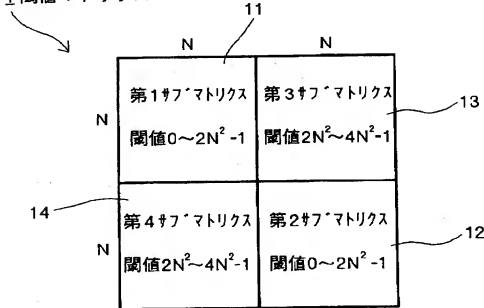 1 閾値マトリクス
11
N N
N
第1サブマトリクス
閾値0～2N²-1
第3サブマトリクス
閾値2N²～4N²-1
13
14
N
第4サブマトリクス
閾値2N²～4N²-1
第2サブマトリクス
閾値0～2N²-1
12